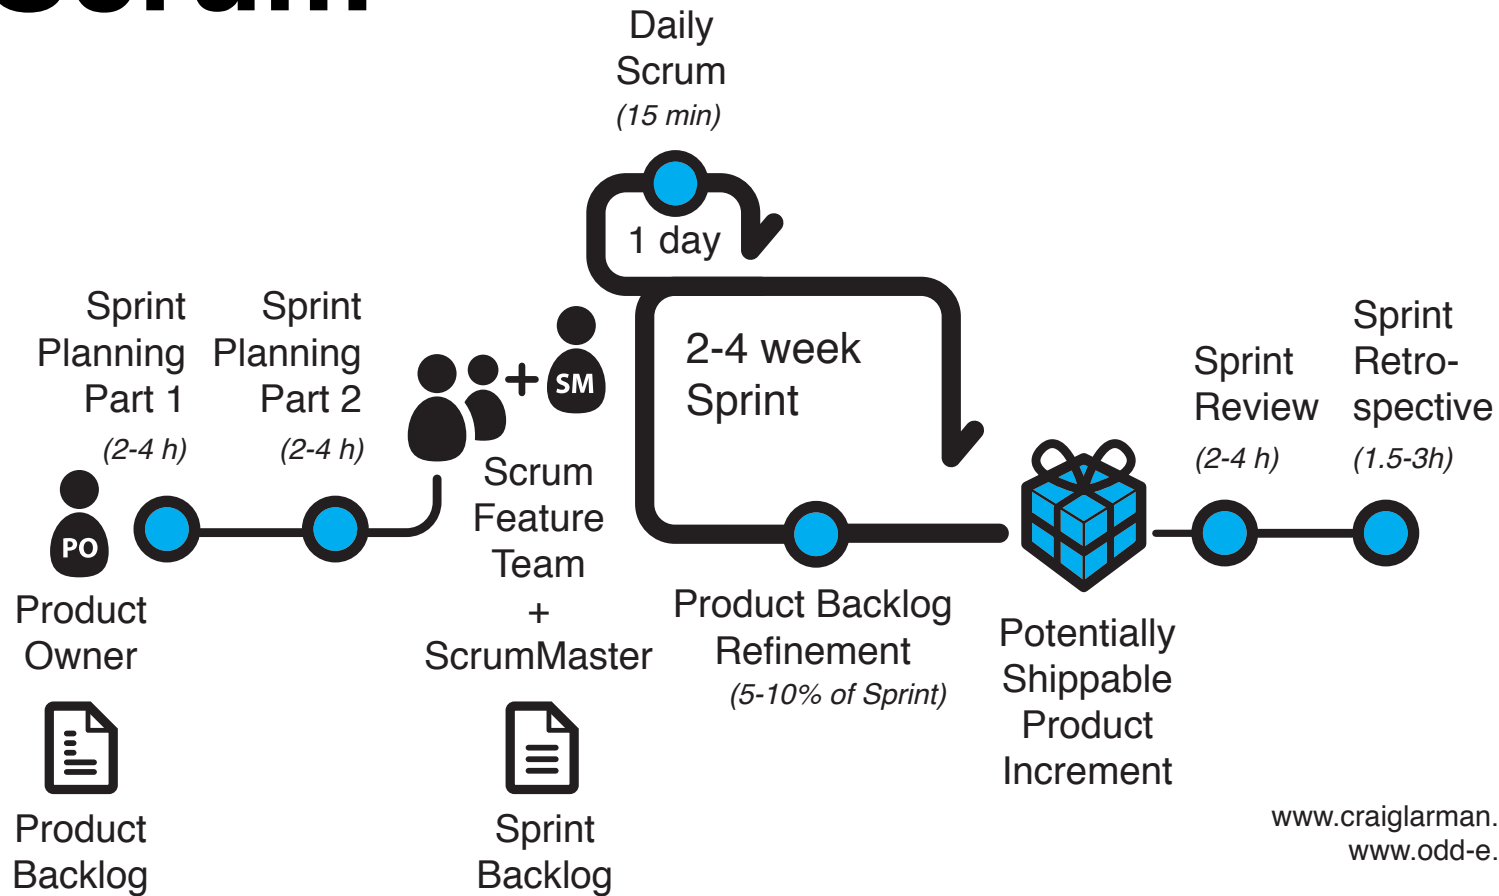 Scrum
Daily
Scrum
(15 min)
1 day
Sprint
Planning
Part 1
(2-4 h)
Sprint
Planning
Part 2
(2-4 h)
SM
2-4 week
Sprint
Sprint
Review
(2-4 h)
Sprint
Retro-
spective
(1.5-3h)
PO
Product
Owner
Scrum
Feature
Team
+
ScrumMaster
Product Backlog
Refinement
(5-10% of Sprint)
Potentially
Shippable
Product
Increment
Product
Backlog
Sprint
Backlog
www.craiglarman.
www.odd-e.